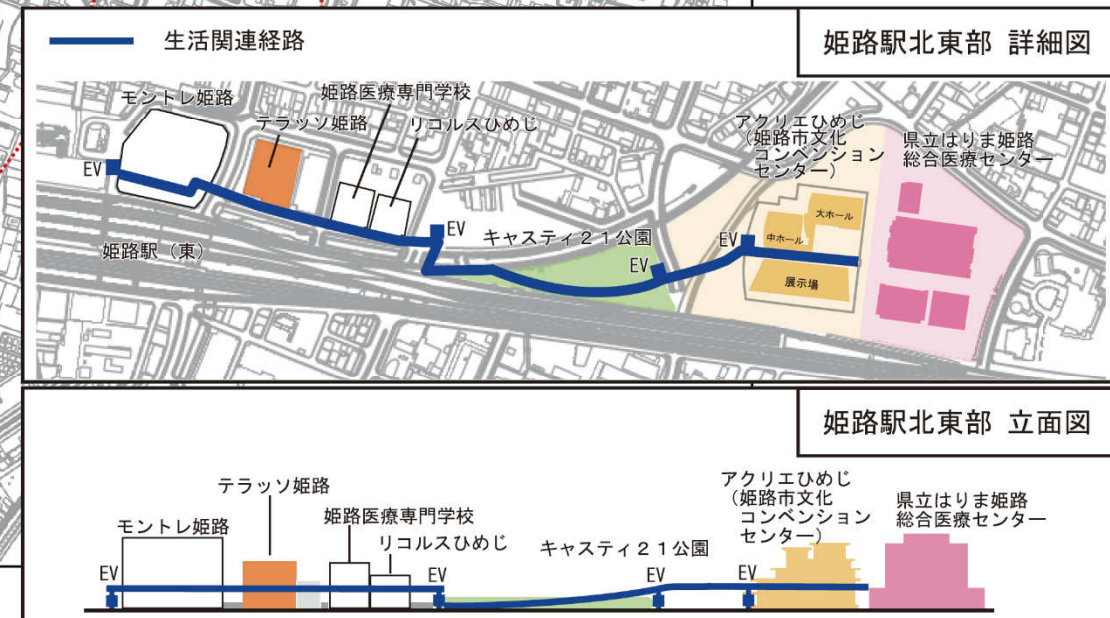 生活関連経路
姫路駅北東部 詳細図
モントレ姫路
姫路医療専門学校
テラッソ姫路
リコルスひめじ
アクリエひめじ
(姫路市文化
コンベンション
センター)
県立はりま姫路
総合医療センター
EV
姫路駅(東)
EV
キャスティ21公園
EV
EV
大ホール
中ホール
展示場
姫路駅北東部 立面図
モントレ姫路
テラッソ姫路
姫路医療専門学校
リコルスひめじ
キャスティ21公園
アクリエひめじ
(姫路市文化
コンベンション
センター)
県立はりま姫路
総合医療センター
EV
EV
EV
EV